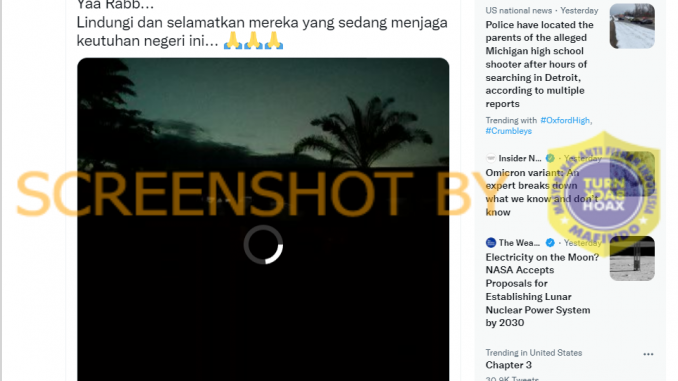 Yaa Rabb...
Lindungi dan selamatkan mereka yang sedang menjaga
keutuhan negeri ini... 🙏🙏🙏
SCREENSHOT BY
US national news · Yesterday
Police have located the
parents of the alleged
Michigan high school
shooter after hours of
searching in Detroit,
according to multiple
reports
Trending with #OxfordHigh,
#Crumbleys
Insider N... · Yesterday
Omicron variant: An
expert breaks down
what we know and don't
know
TURN
HOAX
MAFINDO
The Wea... · Yesterday
Electricity on the Moon?
NASA Accepts
Proposals for
Establishing Lunar
Nuclear Power System
by 2030
Trending in United States
Chapter 3